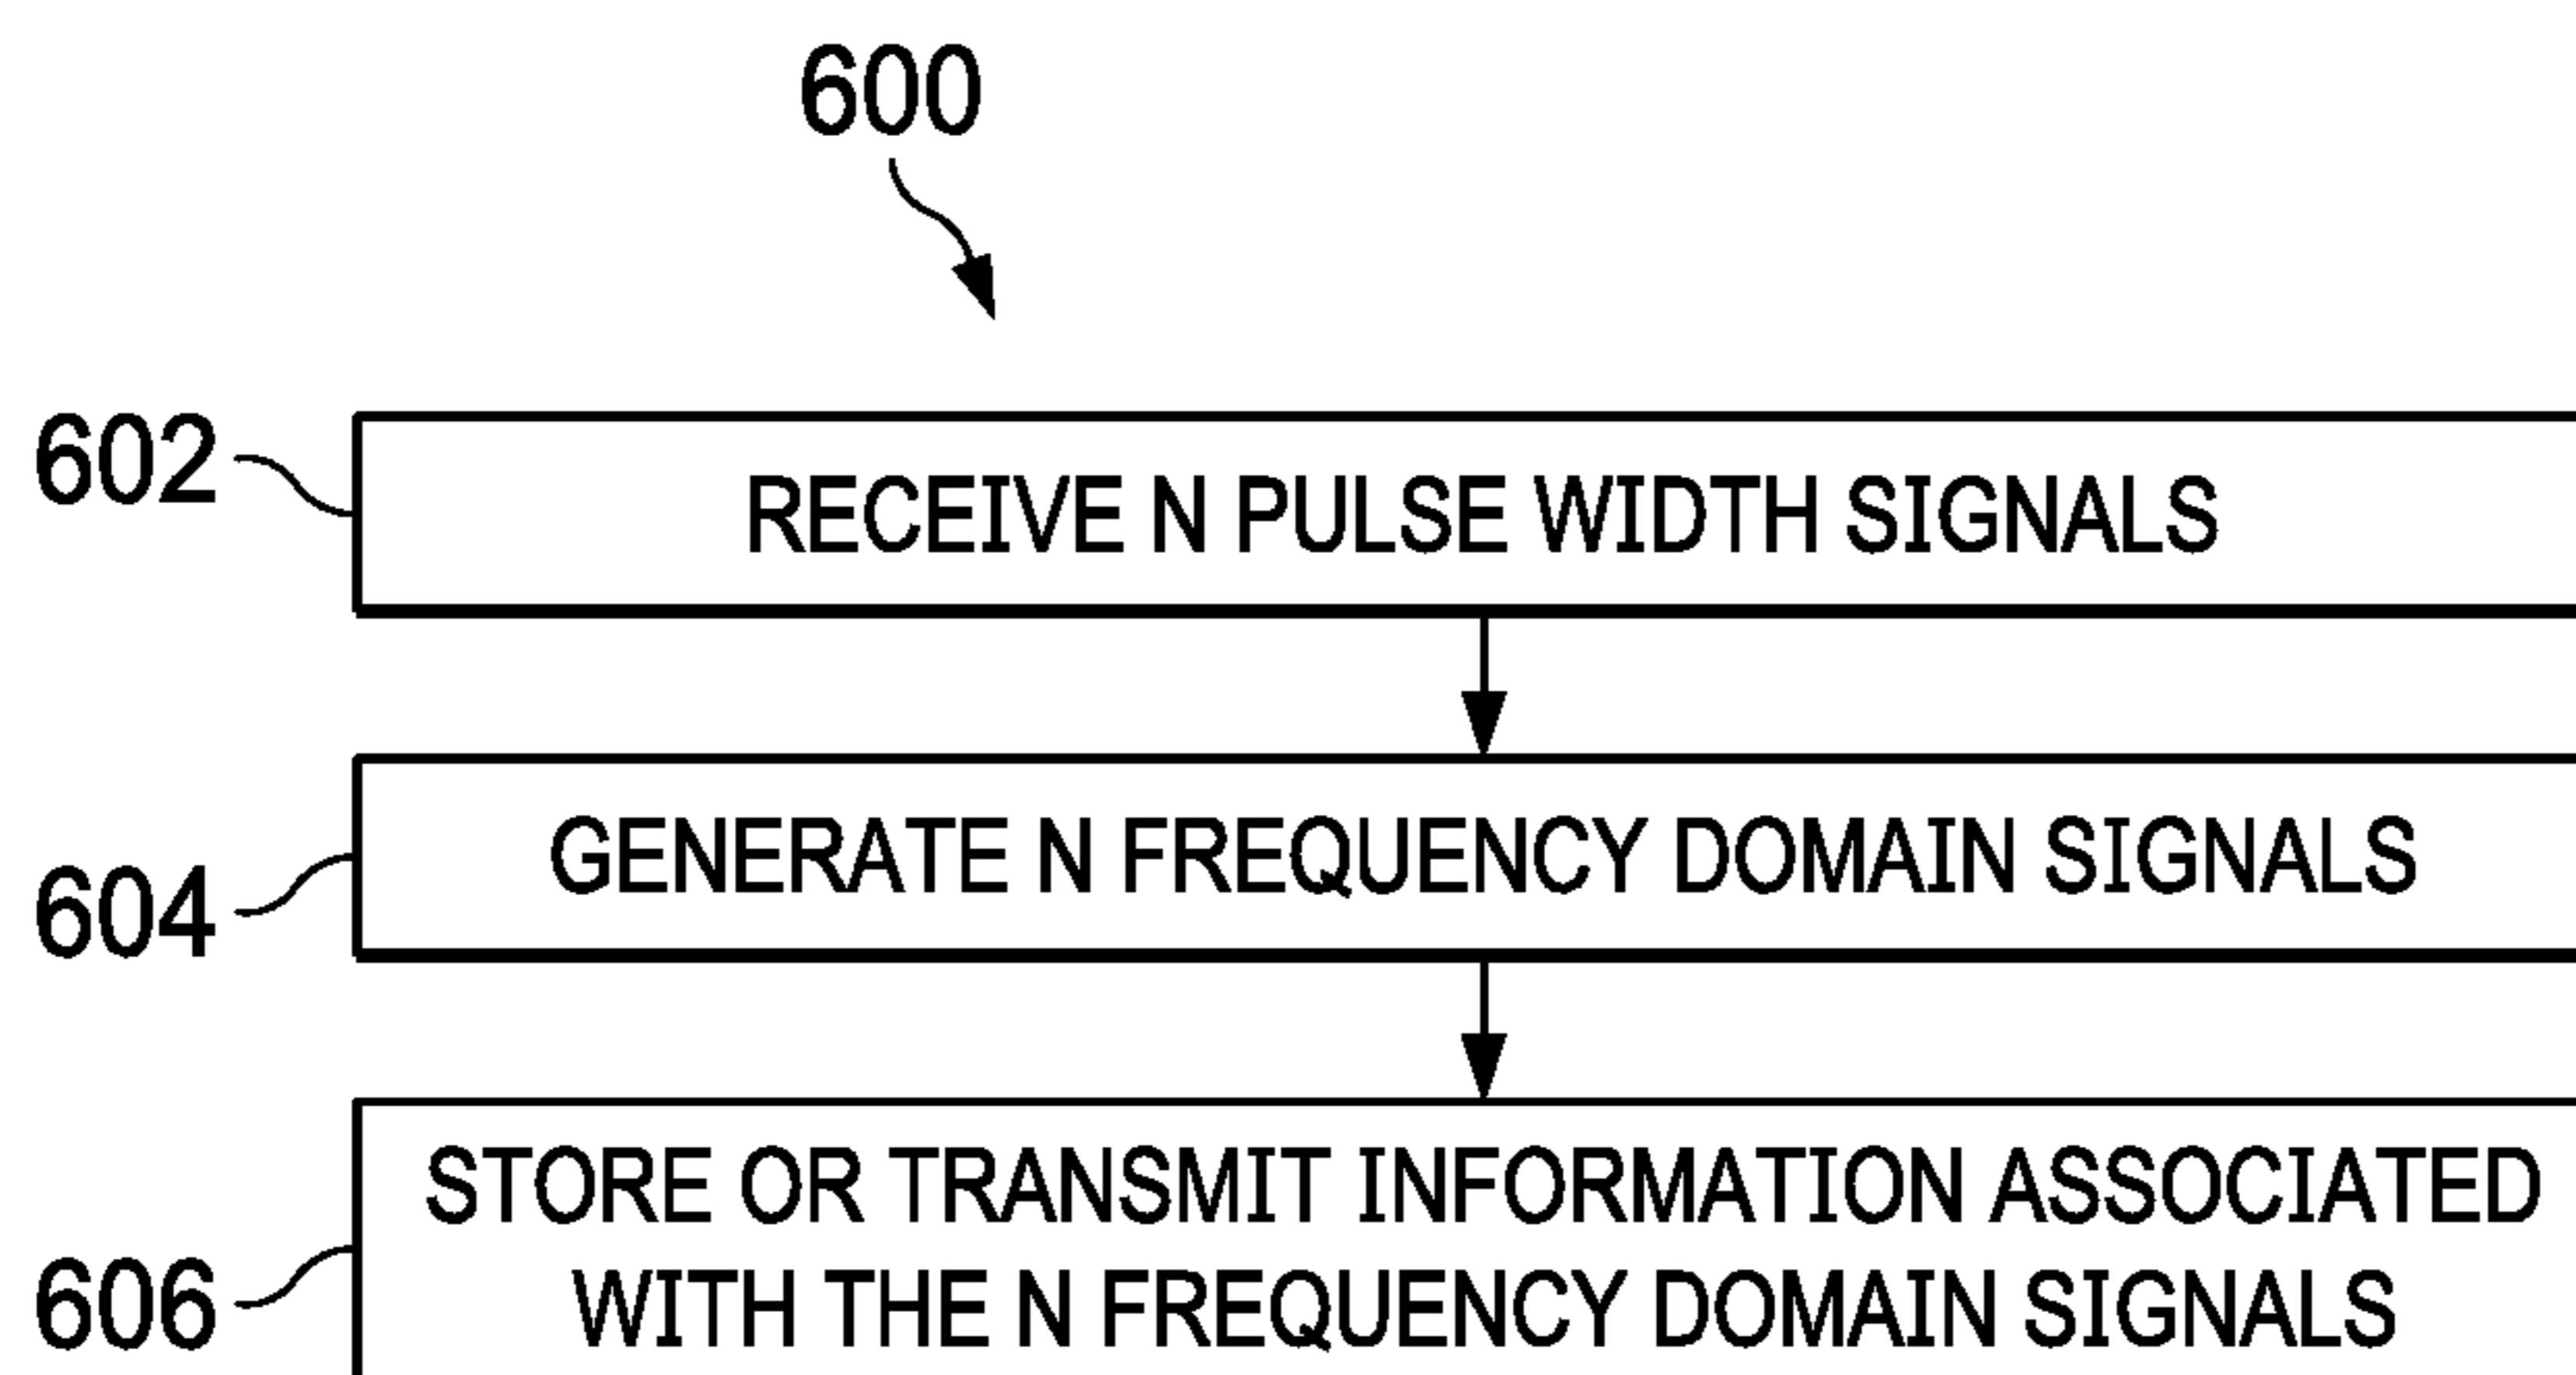 600
602
RECEIVE N PULSE WIDTH SIGNALS
604
GENERATE N FREQUENCY DOMAIN SIGNALS
606
STORE OR TRANSMIT INFORMATION ASSOCIATED
WITH THE N FREQUENCY DOMAIN SIGNALS